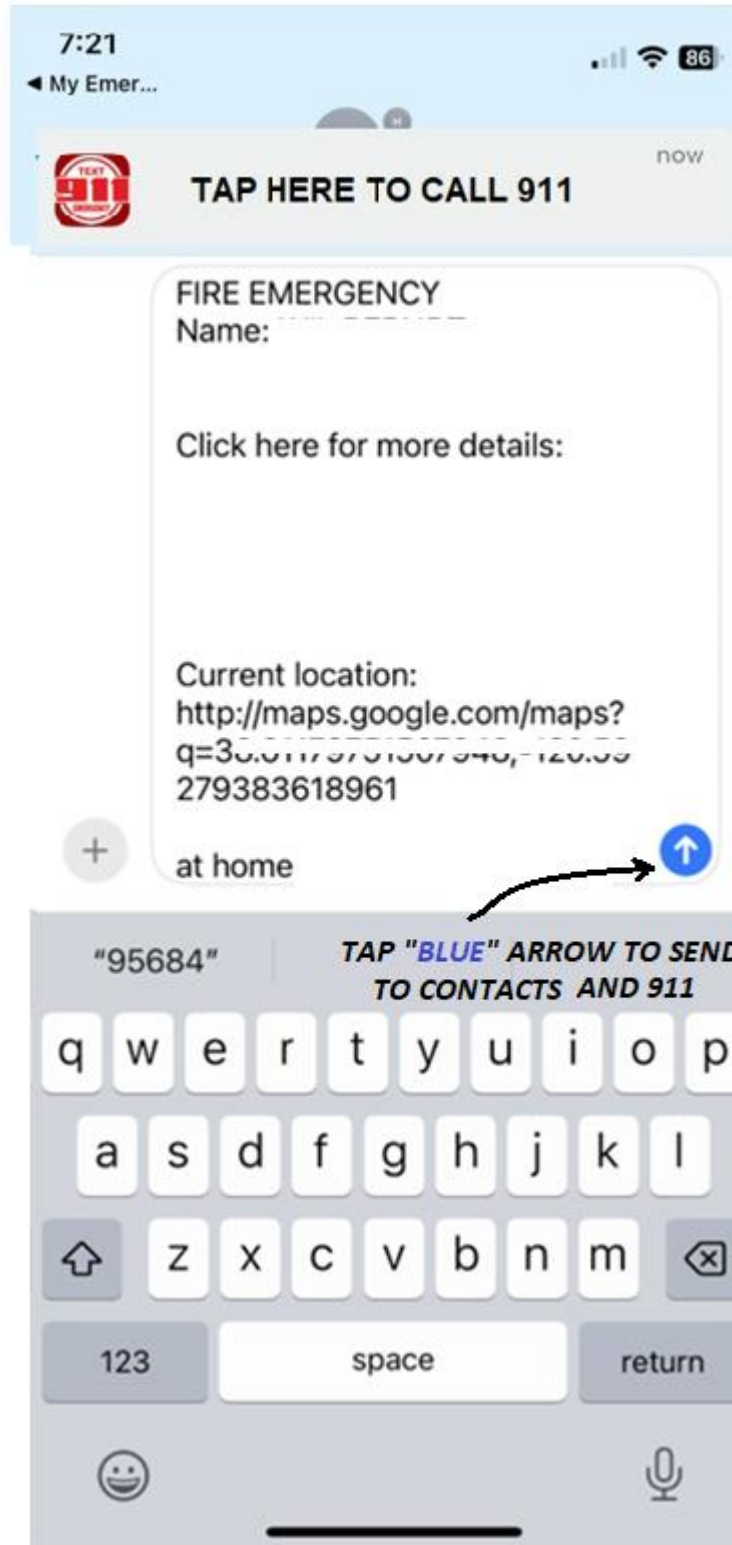 7:21
86
◀ My Emer...
now
TEXT
911
EMERGENCY
TAP HERE TO CALL 911
FIRE EMERGENCY
Name:
Click here for more details:
Current location:
http://maps.google.com/maps?
q=3
279383618961
at home
"95684"
TAP "BLUE" ARROW TO SEND
TO CONTACTS AND 911
q w e r t y u i o p
a s d f g h j k l
z x c v b n m
123 space return